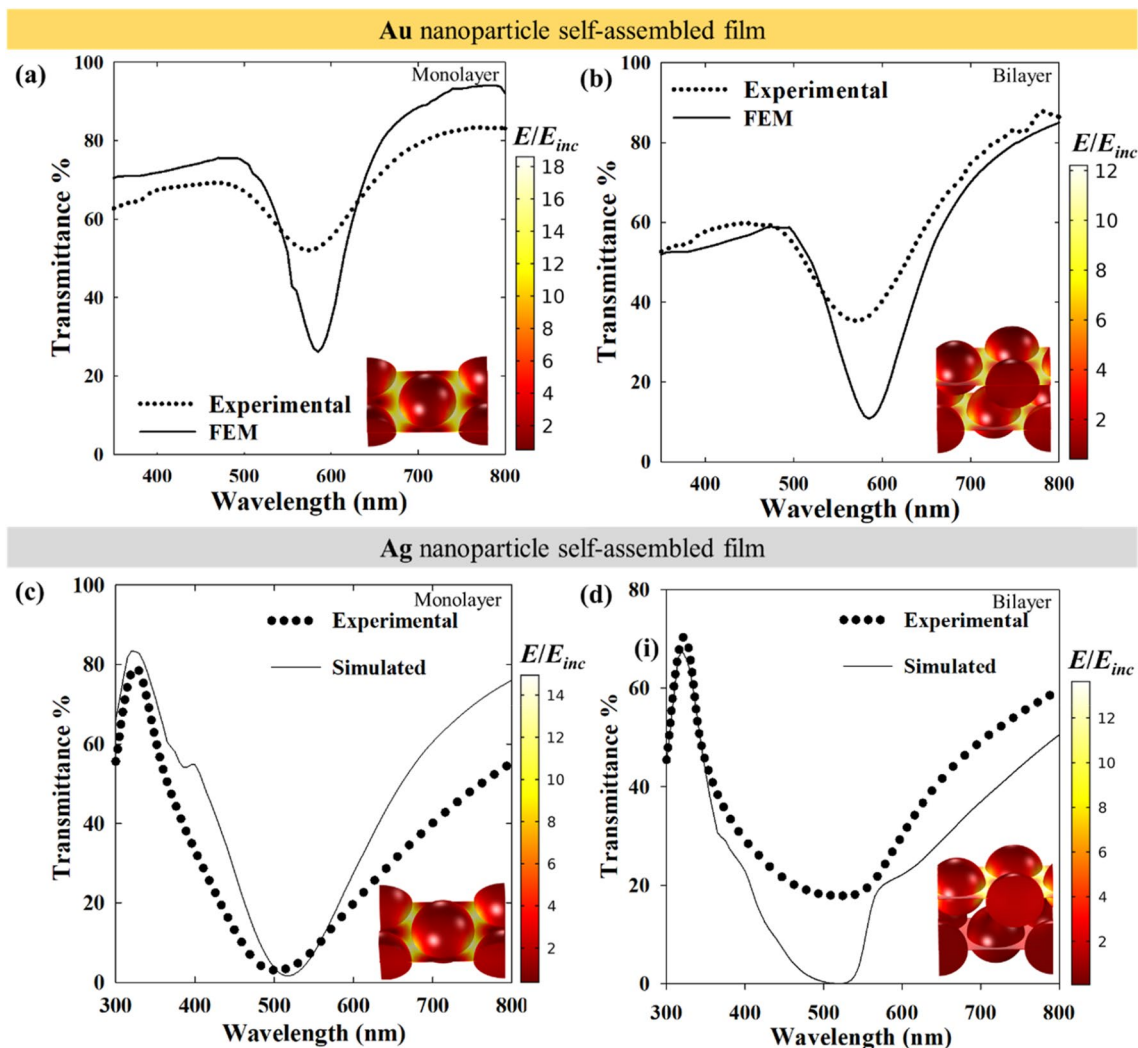 Au nanoparticle self-assembled film
(a)
Monolayer
100
80
60
40
20
0
Transmittance %
400 500 600 700 800
Wavelength (nm)
Experimental
FEM
E/Einc
18
16
14
12
10
8
6
4
2
(b)
Bilayer
100
80
60
40
20
0
Transmittance %
400 500 600 700 800
Wavelength (nm)
Experimental
FEM
E/Einc
12
10
8
6
4
2
Ag nanoparticle self-assembled film
(c)
Monolayer
100
80
60
40
20
0
Transmittance %
300 400 500 600 700 800
Wavelength (nm)
Experimental
Simulated
E/Einc
14
12
10
8
6
4
2
(d)
Bilayer
(i)
80
60
40
20
0
Transmittance %
300 400 500 600 700 800
Wavelength (nm)
Experimental
Simulated
E/Einc
12
10
8
6
4
2